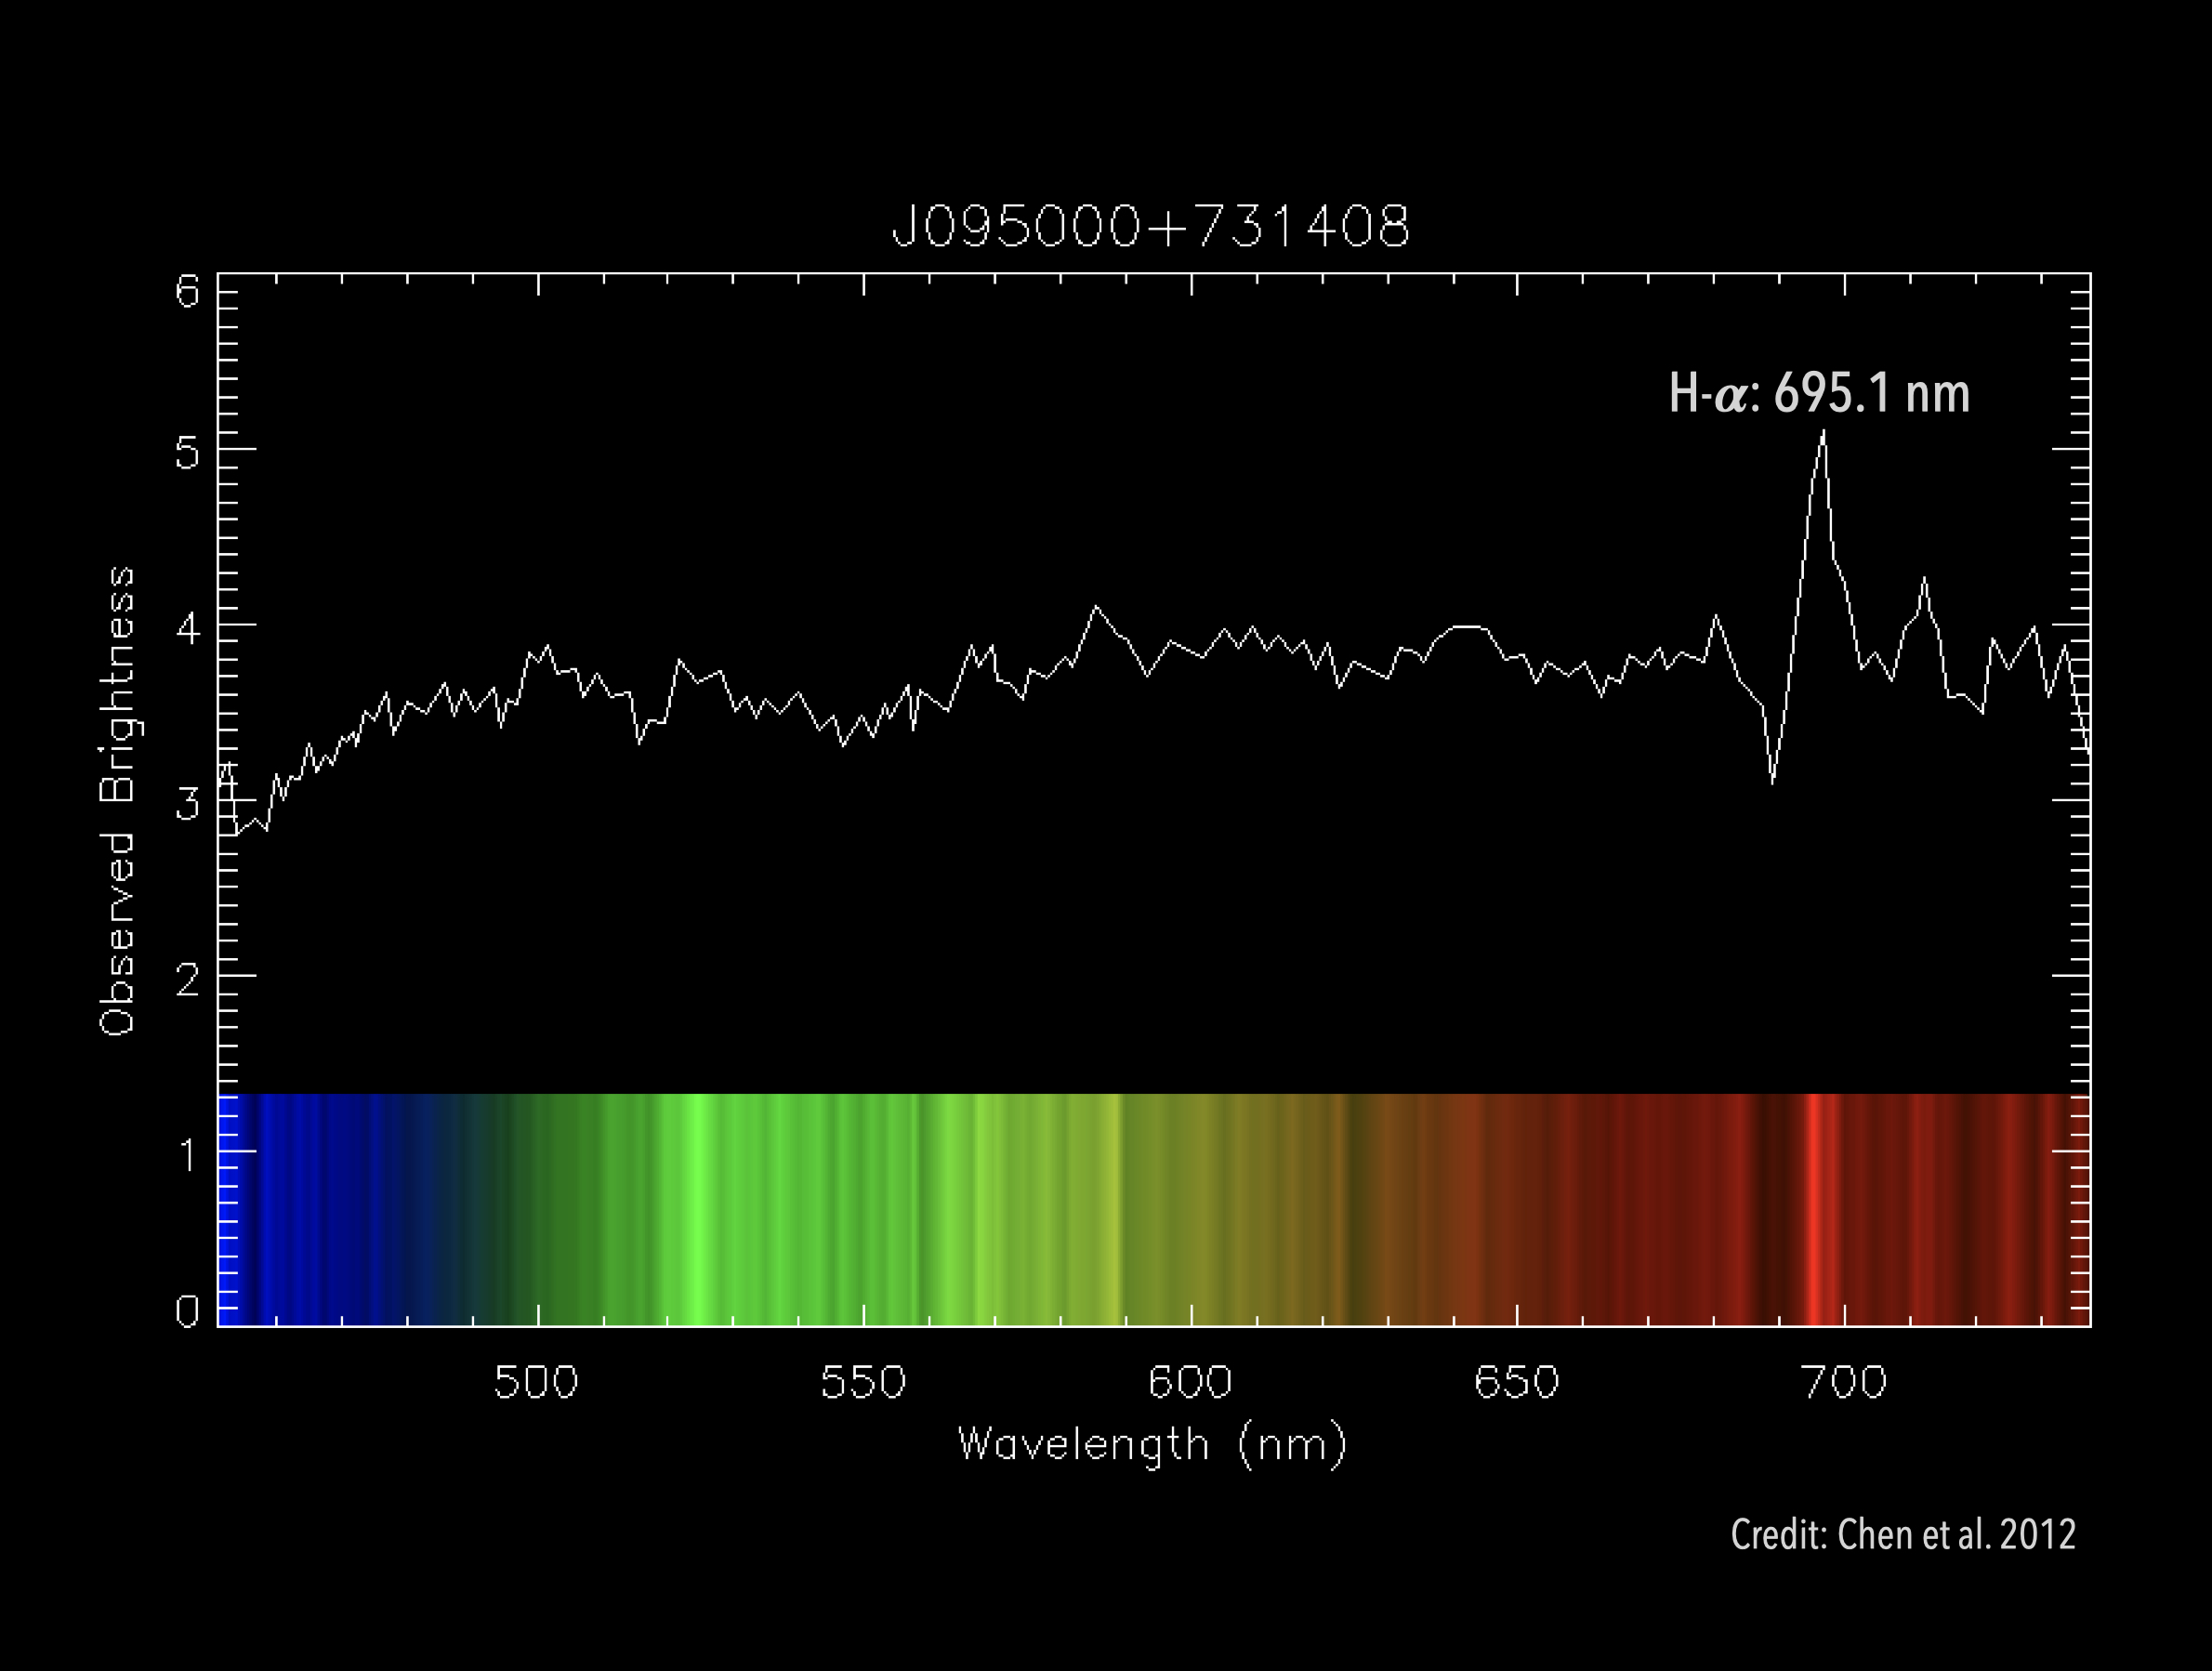 J095000+731408
H-α: 695.1 nm
6
5
4
3
2
1
0
Observed Brightness
500 550 600 650 700
Wavelength (nm)
Credit: Chen et al. 2012